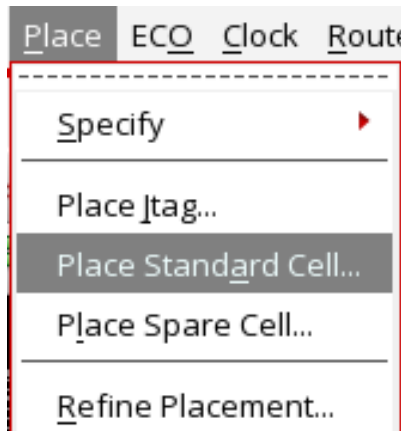 Place ECO Clock Route
Specify
Place Jtag...
Place Standard Cell...
Place Spare Cell...
Refine Placement...